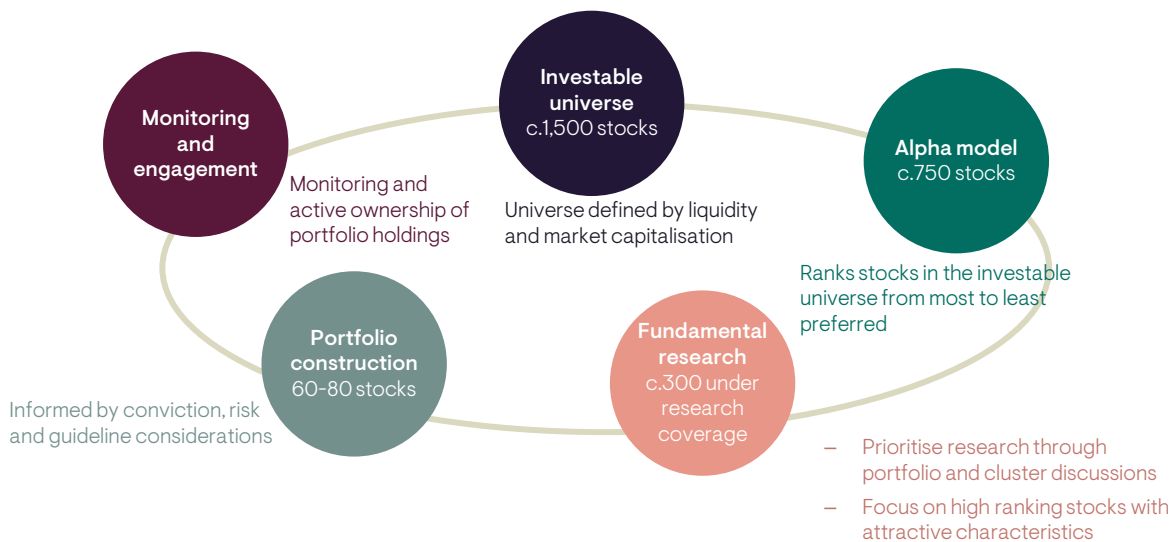 Investable
universe
c.1,500 stocks
Universe defined by liquidity
and market capitalisation
Alpha model
c.750 stocks
Ranks stocks in the investable
universe from most to least
preferred
Fundamental
research
c.300 under
research
coverage
– Prioritise research through
portfolio and cluster discussions
– Focus on high ranking stocks with
attractive characteristics
Portfolio
construction
60-80 stocks
Informed by conviction, risk
and guideline considerations
Monitoring
and
engagement
Monitoring and
active ownership of
portfolio holdings